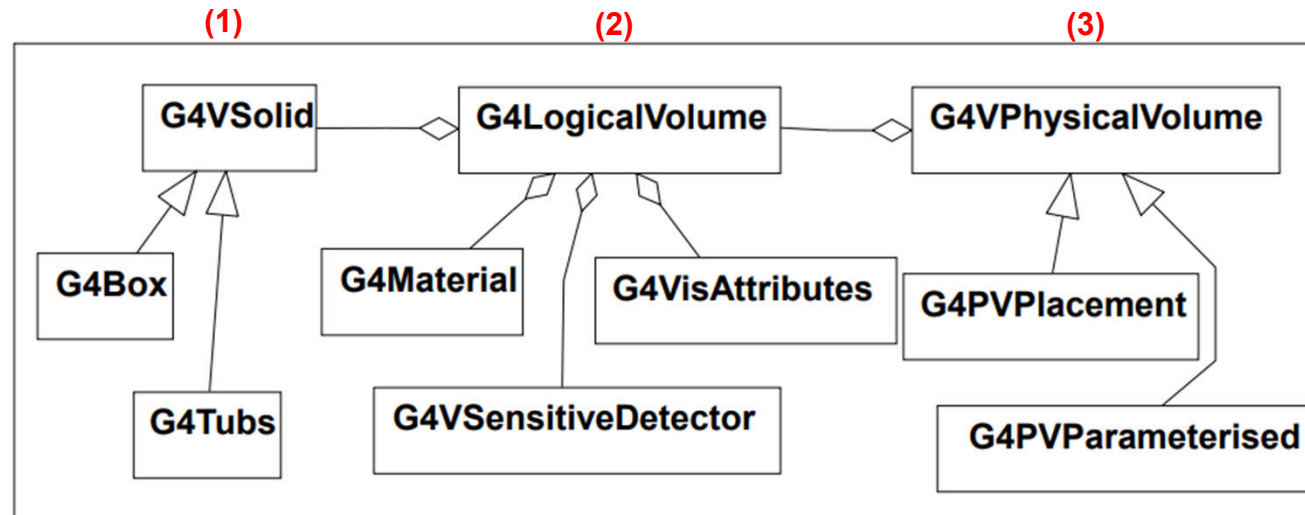 (1)
(2)
(3)
G4VSolid
G4LogicalVolume
G4VPhysicalVolume
G4Box
G4Material
G4VisAttributes
G4PVPlacement
G4Tubs
G4VSensitiveDetector
G4PVParameterised